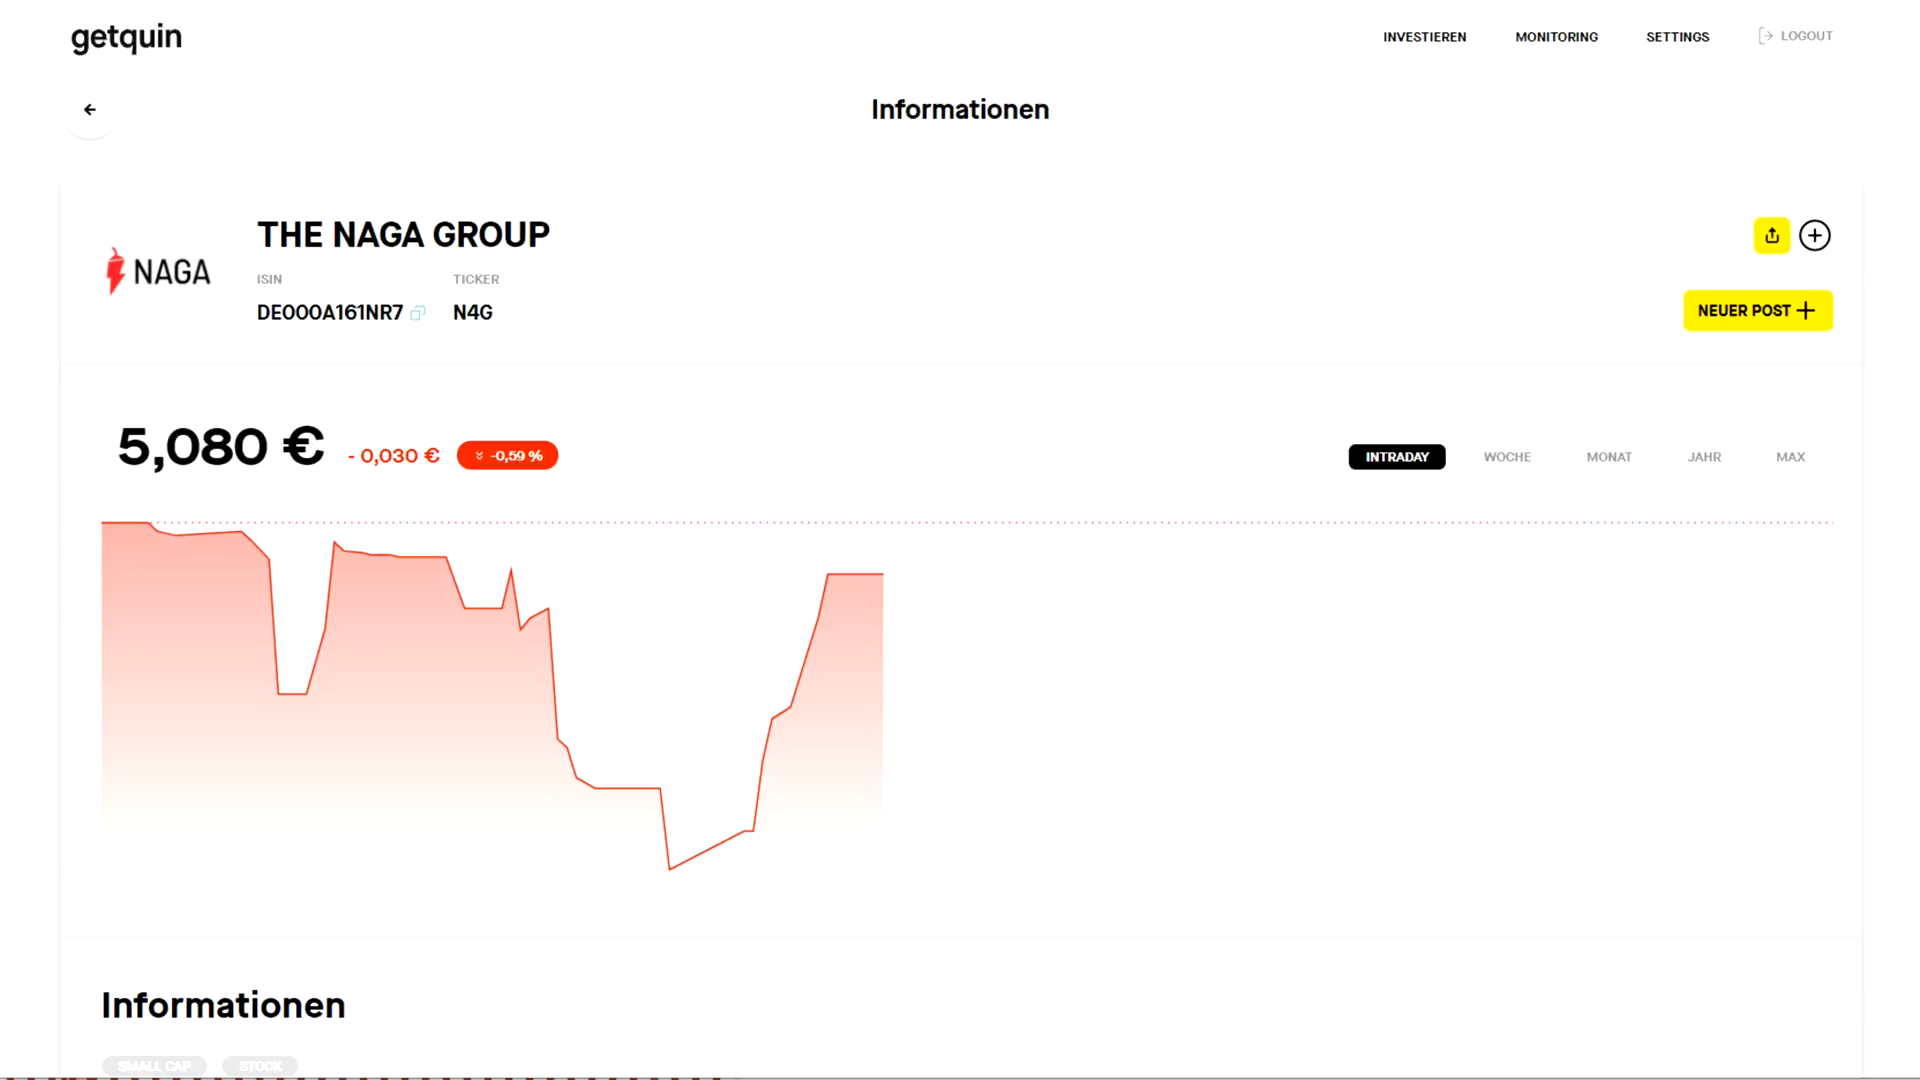 getquin
INVESTIEREN MONITORING SETTINGS LOGOUT
Informationen
THE NAGA GROUP
NAGA
ISIN TICKER
DE000A161NR7 N4G
NEUER POST
5,080 € - 0,030 € -0,59 %
INTRADAY WOCHE MONAT JAHR MAX
Informationen
SMALL CAP STOCK